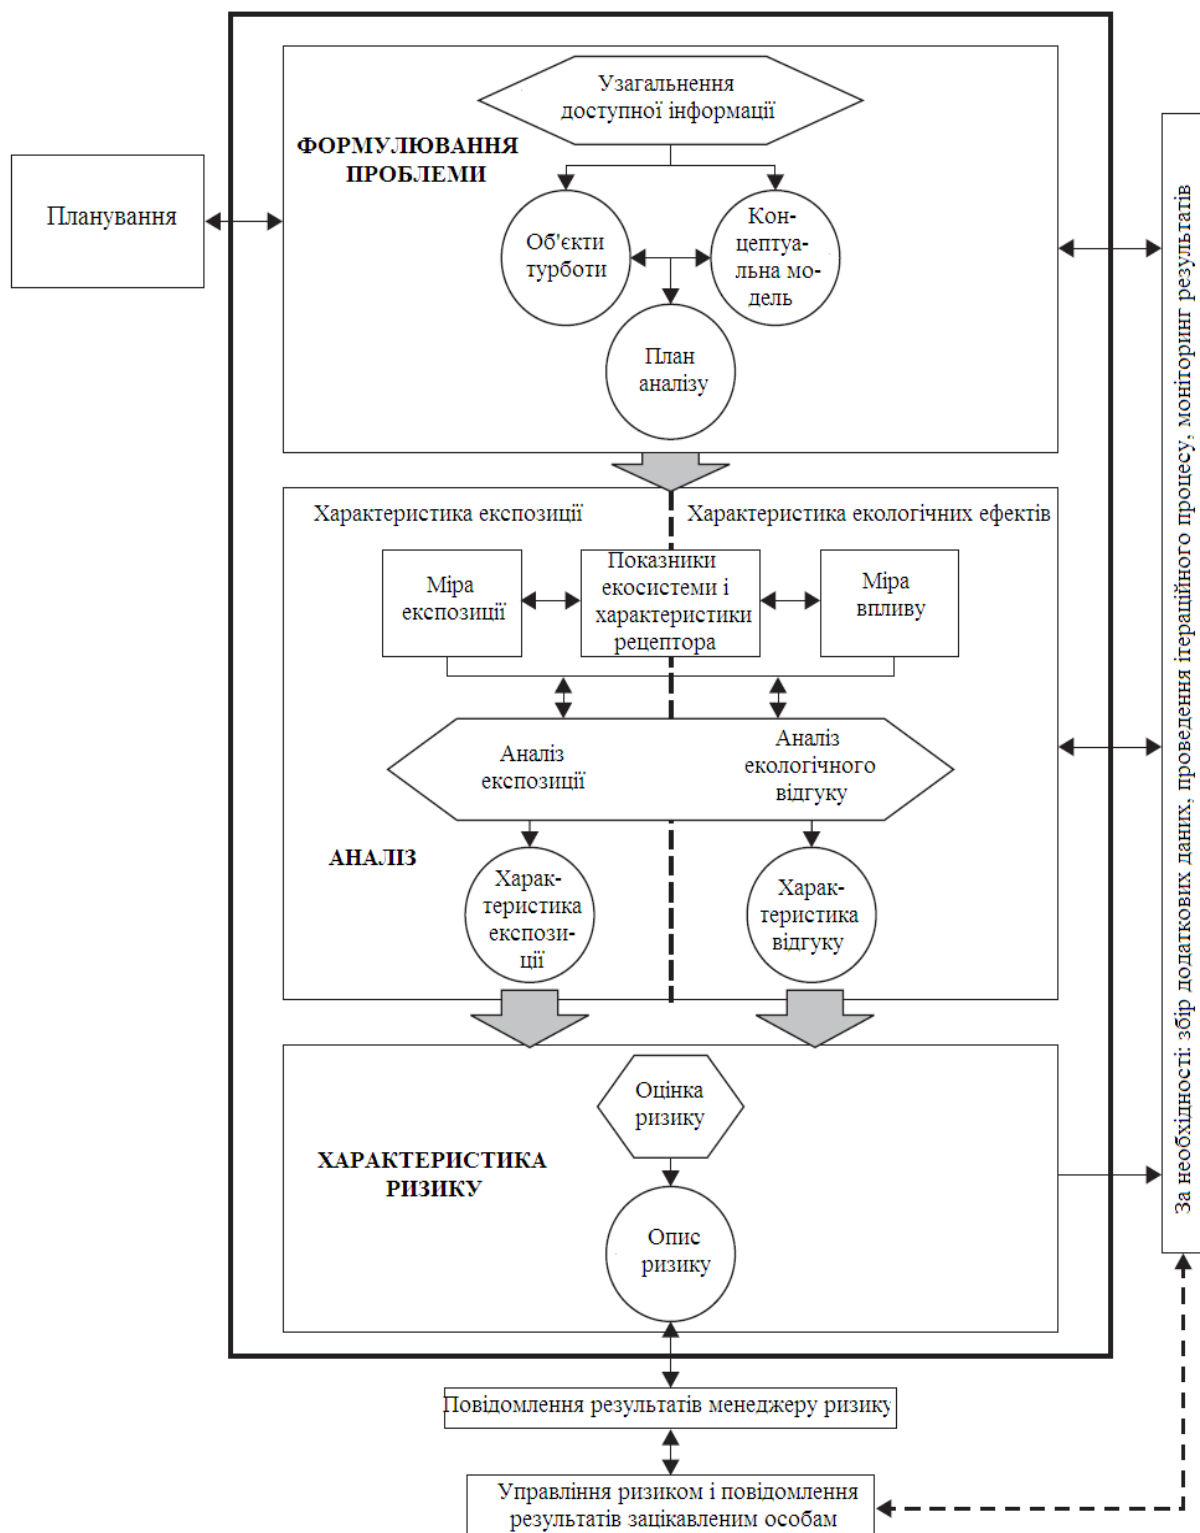 Узагальнення
доступної інформації
ФОРМУЛЮВАННЯ
ПРОБЛЕМИ
Планування
Об'єкти
турботи
Кон-
цептуа-
льна мо-
дель
План
аналізу
Характеристика експозиції
Характеристика екологічних ефектів
Міра
експозиції
Показники
екосистеми і
характеристики
рецептора
Міра
впливу
Аналіз
експозиції
Аналіз
екологічного
відгуку
АНАЛІЗ
Харак-
теристика
експози-
ції
Харак-
теристика
відгуку
Оцінка
ризику
ХАРАКТЕРИСТИКА
РИЗИКУ
Опис
ризику
Повідомлення результатів менеджеру ризику
Управління ризиком і повідомлення
результатів зацікавленим особам
За необхідності: збір додаткових даних, проведення ітераційного процесу, моніторинг результатів